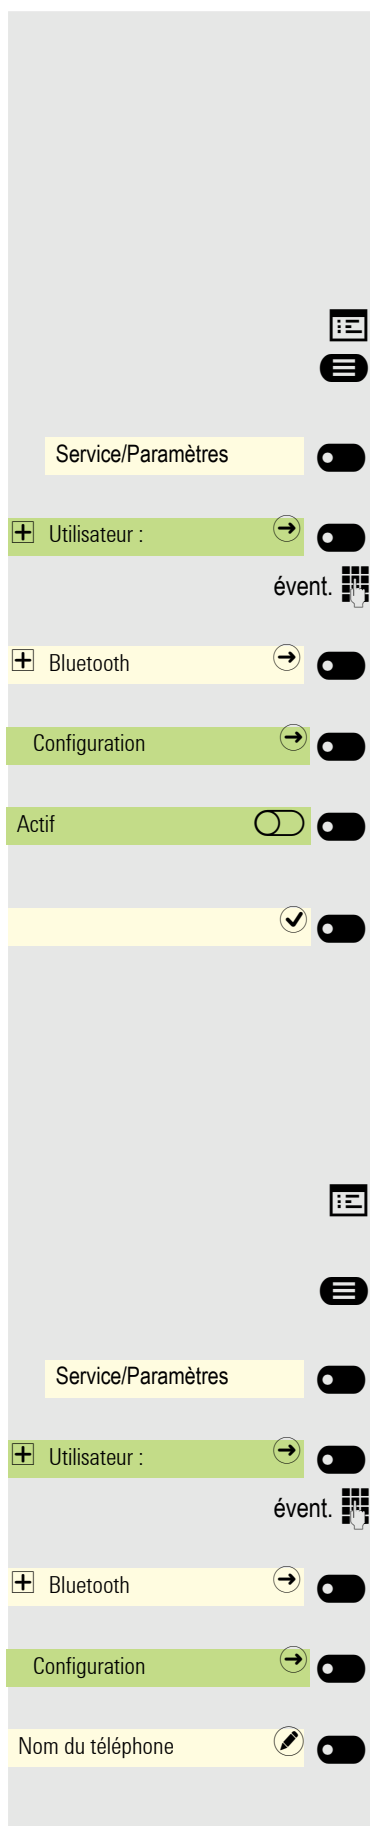 Service/Paramètres
Utilisateur :
évent.
Bluetooth
Configuration
Actif
Service/Paramètres
Utilisateur :
évent.
Bluetooth
Configuration
Nom du téléphone